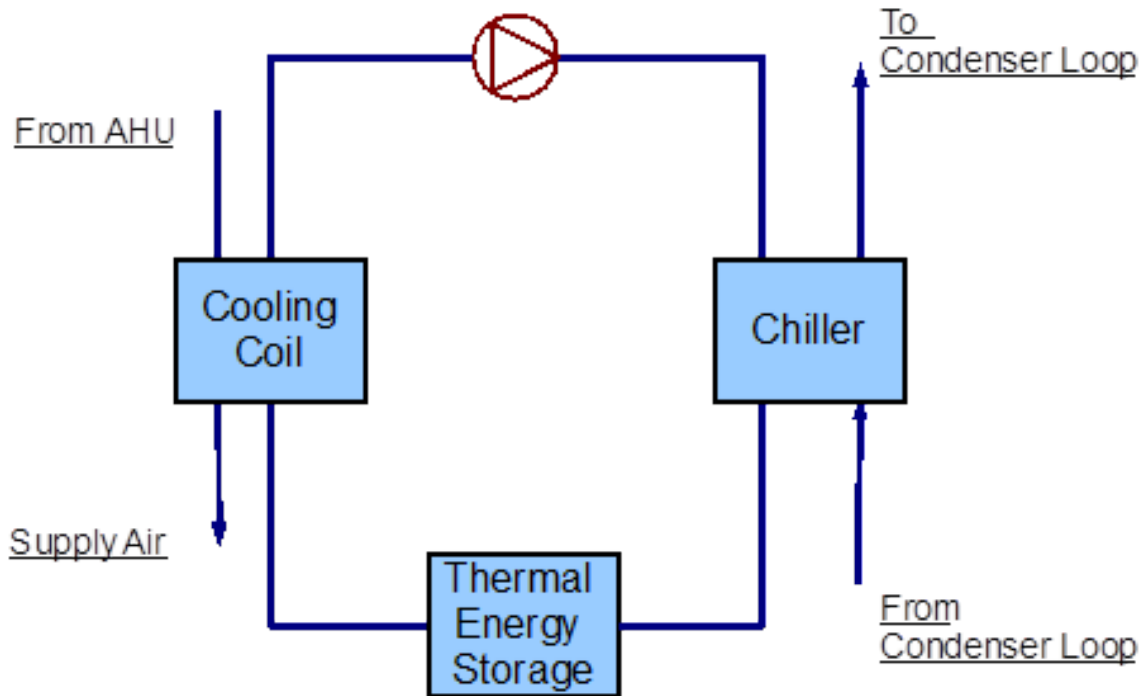 To
Condenser Loop
From AHU
Cooling
Coil
Chiller
Supply Air
Thermal
Energy
Storage
From
Condenser Loop